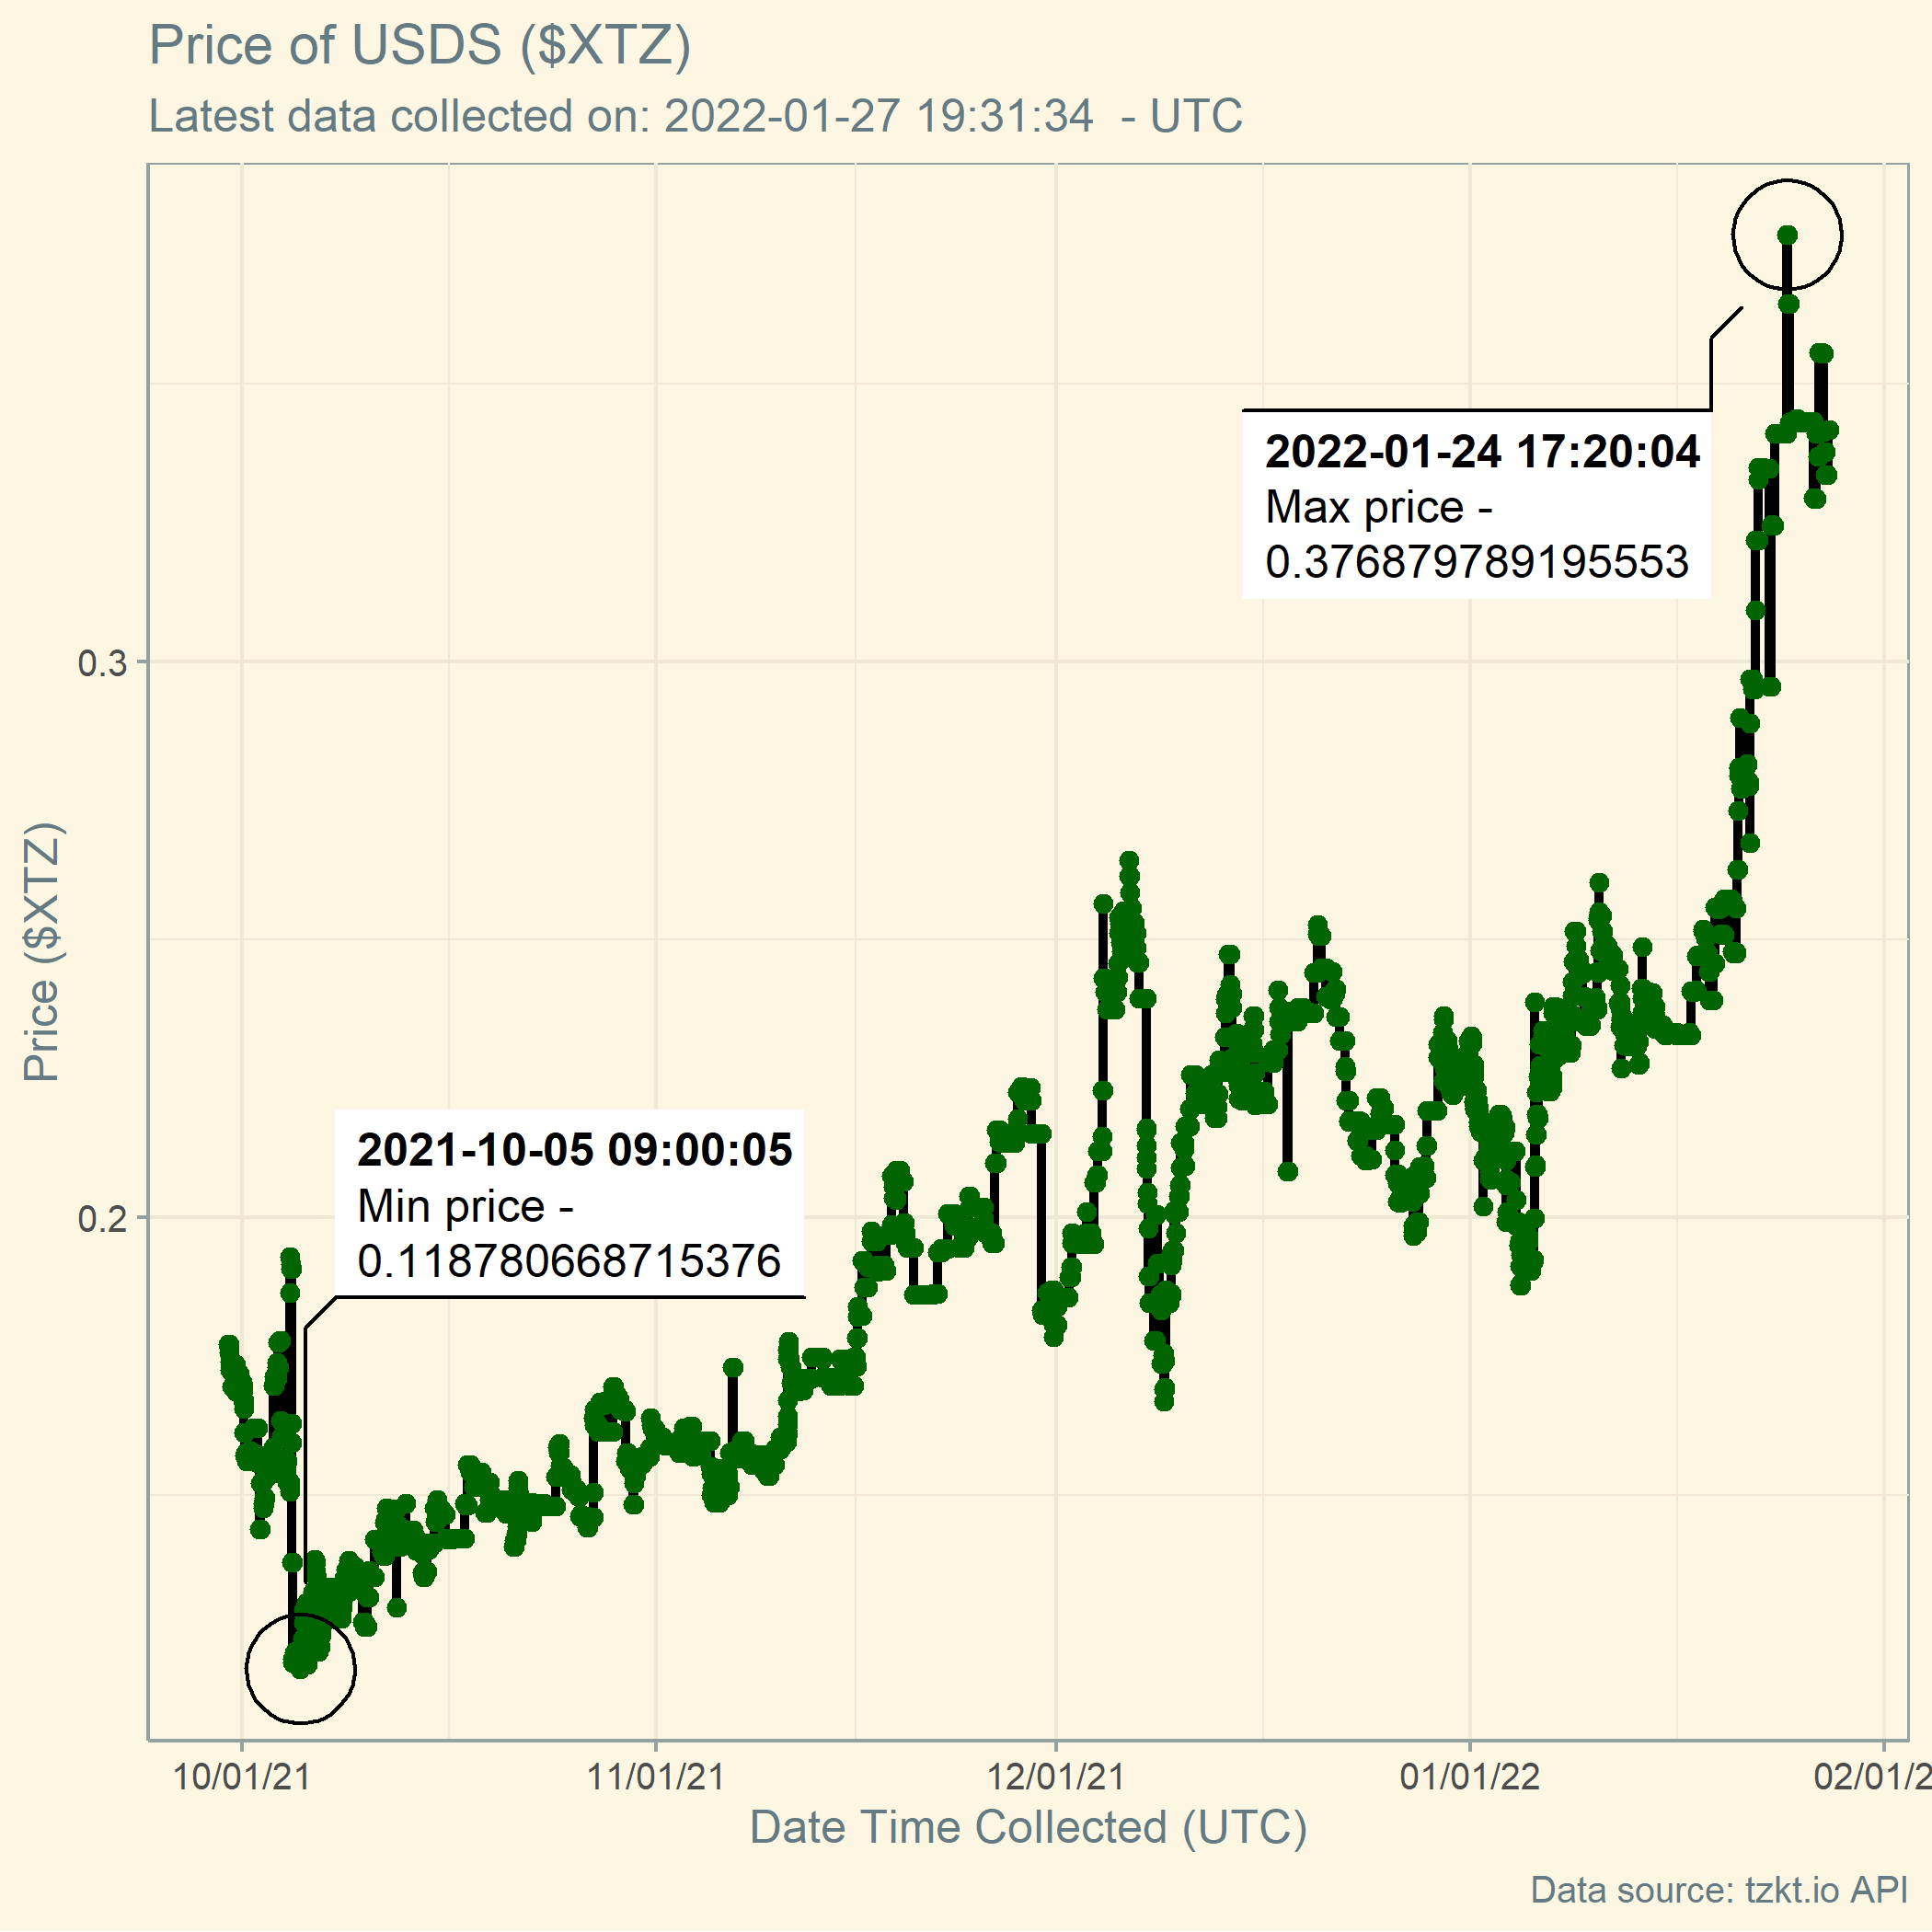 Price of USDS ($XTZ)
Latest data collected on: 2022-01-27 19:31:34  - UTC
2022-01-24 17:20:04
Max price -
0.376879789195553
0.3
Price ($XTZ)
2021-10-05 09:00:05
Min price -
0.118780668715376
0.2
10/01/21 11/01/21 12/01/21 01/01/22 02/01/2
Date Time Collected (UTC)
Data source: tzkt.io API